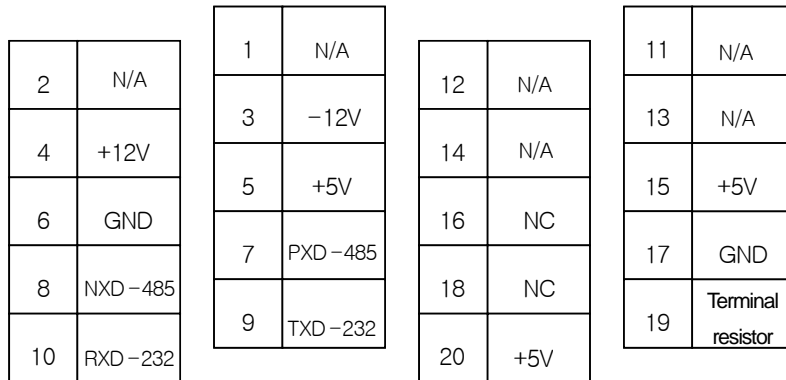 2 N/A
4 +12V
6 GND
8 NXD-485
10 RXD-232
1 N/A
3 -12V
5 +5V
7 PXD-485
9 TXD-232
12 N/A
14 N/A
16 NC
18 NC
20 +5V
11 N/A
13 N/A
15 +5V
17 GND
19 Terminal
resistor